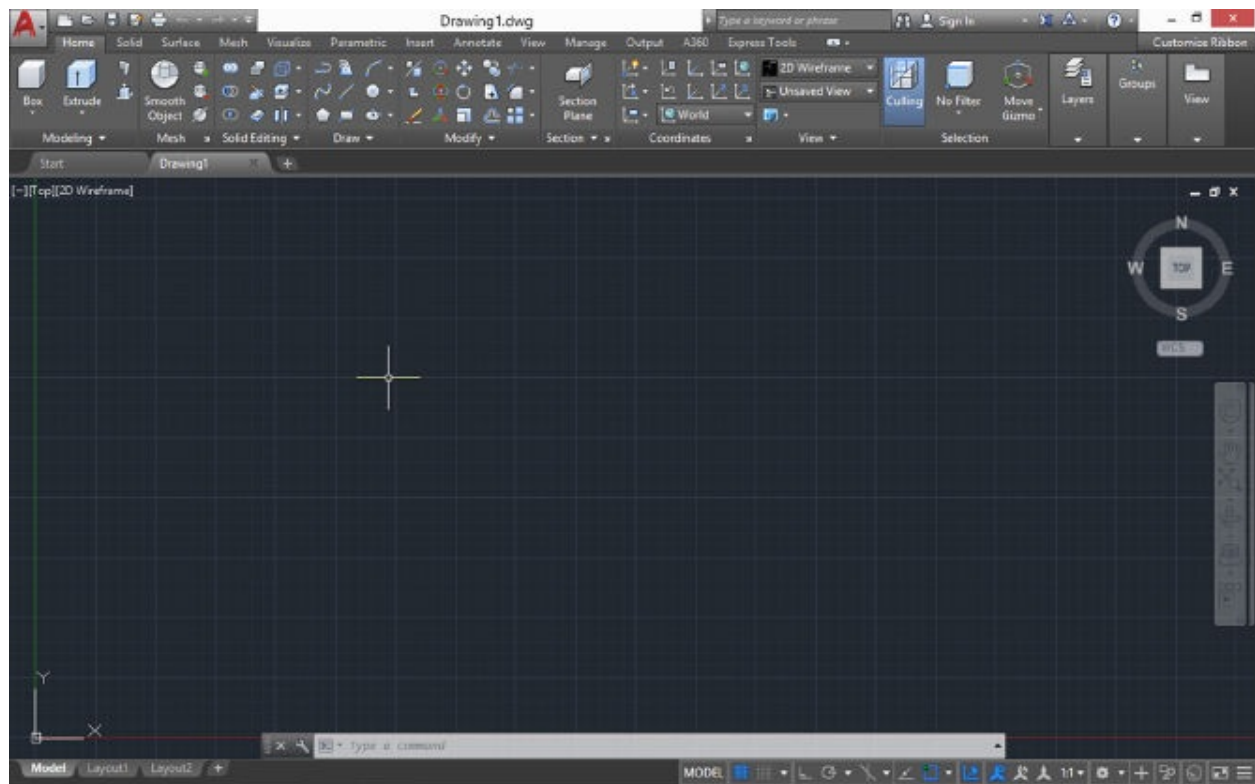 A
Drawing1.dwg
Type a keyword or phrase
Sign In
Home Solid Surface Mesh Visualize Parametric Insert Annotate View Manage Output A360 Express Tools
Customize Ribbon
Box
Extrude
Smooth Object
Section Plane
World
2D Wireframe
Unsaved View
Culling
No Filter
Move Gizmo
Layers
Groups
View
Modeling Mesh Solid Editing Draw Modify Section Coordinates View Selection
Start Drawing1
[-][Top][2D Wireframe]
N
W TOP E
S
WCS
Y
X
Type a command
Model Layout1 Layout2 +
MODEL 1:1